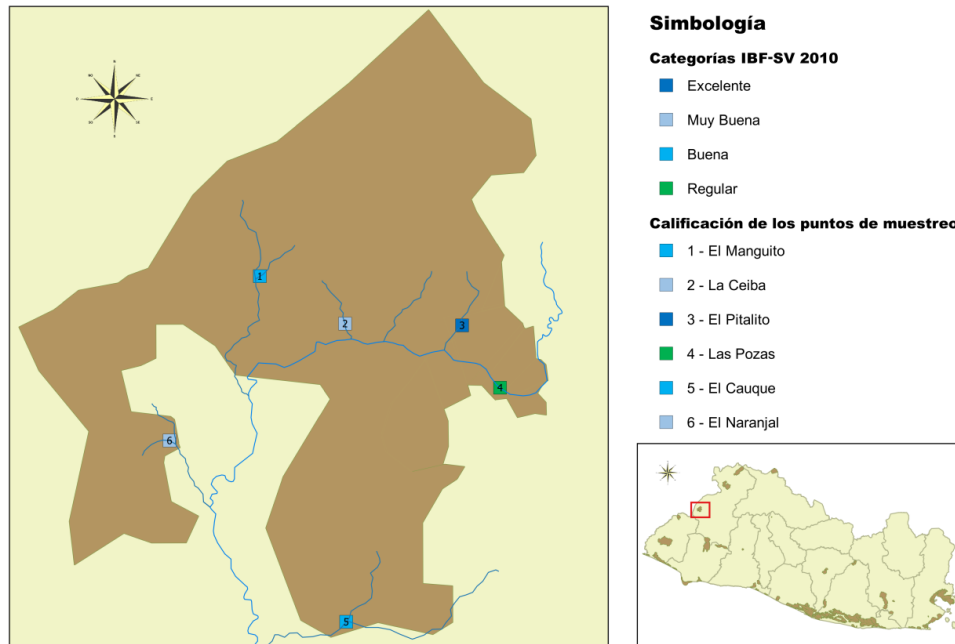 Simbología
Categorías IBF-SV 2010
Excelente
Muy Buena
Buena
Regular
Calificación de los puntos de muestreo
1 - El Manguito
2 - La Ceiba
3 - El Pitalito
4 - Las Pozas
5 - El Cauque
6 - El Naranjal
1
2
3
4
6
5